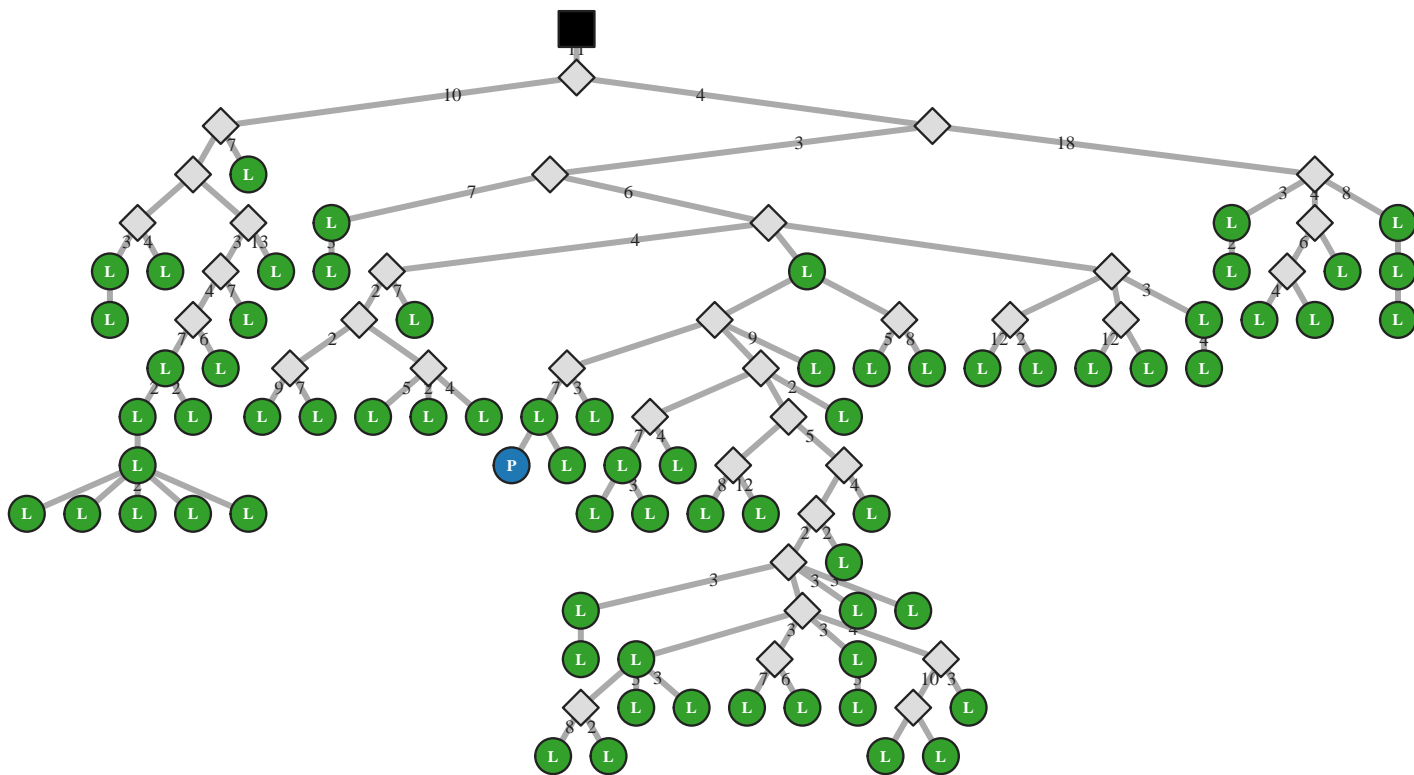 11
10 4
7 3 18
L 7 6 3 4 8
L L L
3 4 3 13 3 4 2 6
L L L L L L L L
4 7 2 7 3 4
L L L L L L L
7 6 2 9 5 8 12 2 12 4
L L L L L L L L L L
2 2 9 7 5 2 4 7 3 2
L L L L L L L L L L
7 4 5
L P L L L
2 8 12 3 4
L L L L L L L L L L
2 2
L
3 3 3
L L L
3 3 4
L L L
3 3 7 6 3 10 3
L L L L L L
8 2
L L L L